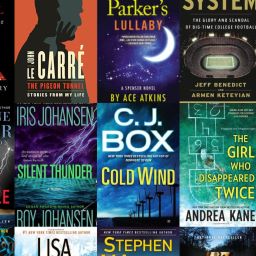 JOHN
LE CARRÉ
THE PIGEON TUNNEL
STORIES FROM MY LIFE
Parker's
LULLABY
A SPENSER NOVEL
BY ACE ATKINS
SYSTEM
THE GLORY AND SCANDAL
OF BIG-TIME COLLEGE FOOTBALL
JEFF BENEDICT
ARMEN KETEYIAN
IRIS JOHANSEN
SILENT THUNDER
ROY JOHANSEN
C.J.
BOX
COLD WIND
THE
GIRL
WHO
DISAPPEARED
TWICE
ANDREA KANE
LISA
STEPHEN